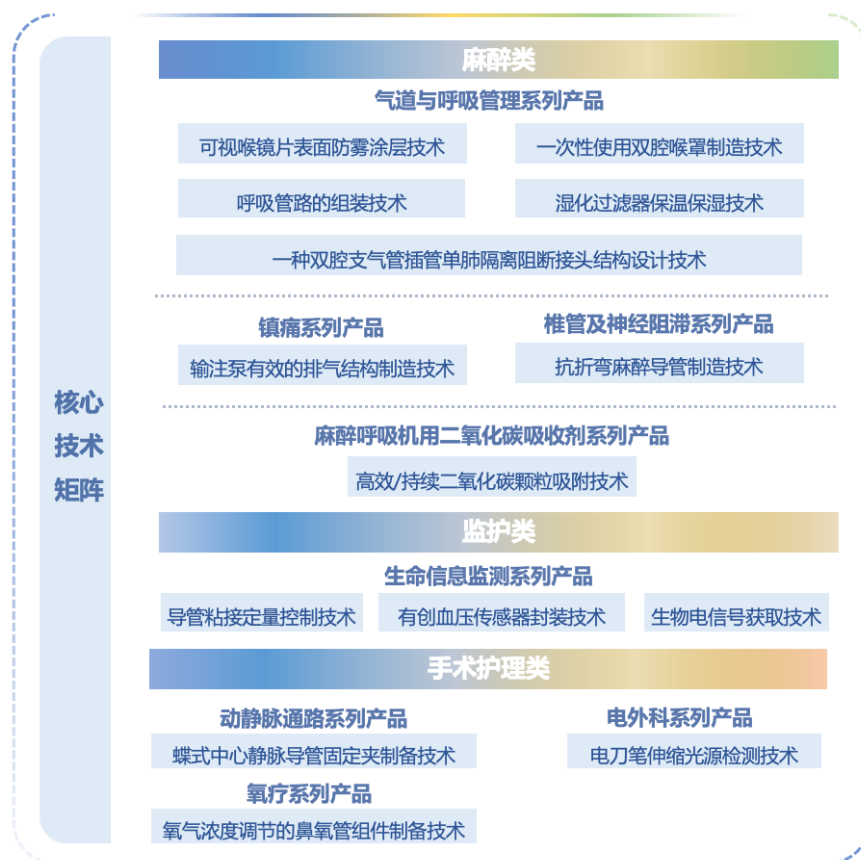 核心
技术
矩阵
麻醉类
气道与呼吸管理系列产品
可视喉镜片表面防雾涂层技术
一次性使用双腔喉罩制造技术
呼吸管路的组装技术
湿化过滤器保温保湿技术
一种双腔支气管插管单肺隔离阻断接头结构设计技术
镇痛系列产品
椎管及神经阻滞系列产品
输注泵有效的排气结构制造技术
抗折弯麻醉导管制造技术
麻醉呼吸机用二氧化碳吸收剂系列产品
高效/持续二氧化碳颗粒吸附技术
监护类
生命信息监测系列产品
导管粘接定量控制技术
有创血压传感器封装技术
生物电信号获取技术
手术护理类
动静脉通路系列产品
电外科系列产品
蝶式中心静脉导管固定夹制备技术
电刀笔伸缩光源检测技术
氧疗系列产品
氧气浓度调节的鼻氧管组件制备技术